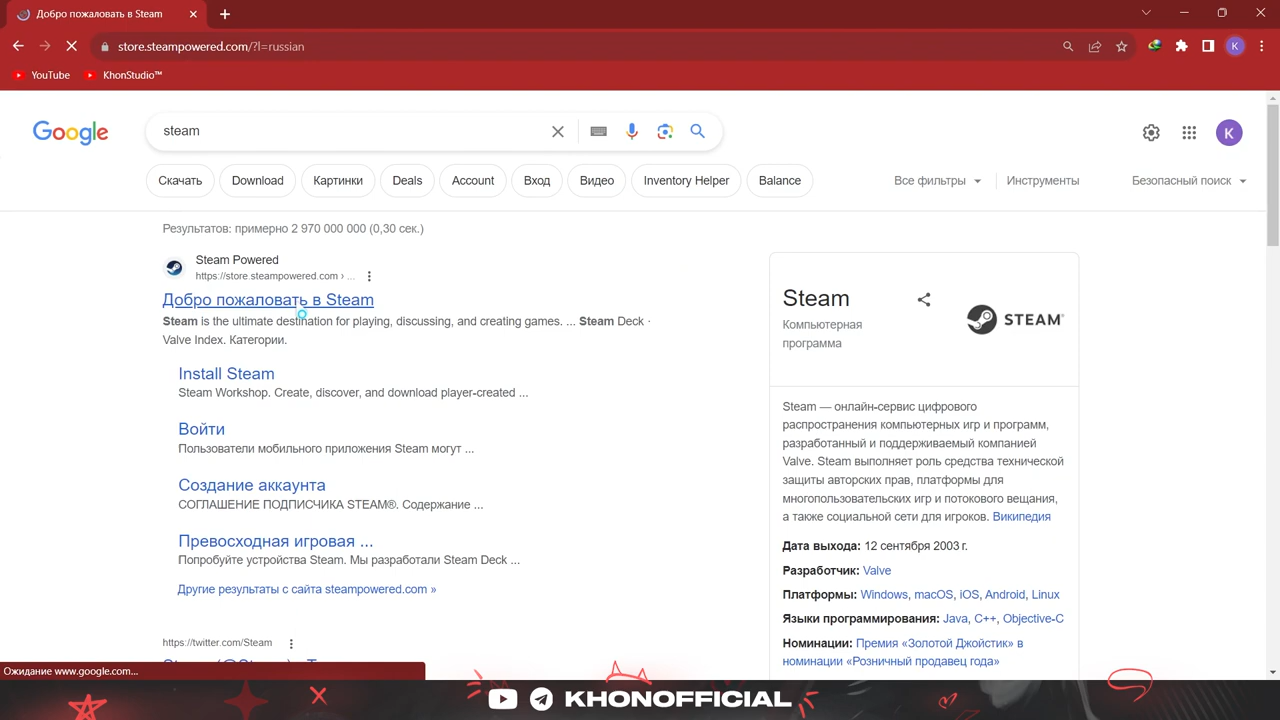 Добро пожаловать в Steam
store.steampowered.com/?l=russian
K
YouTube
KhonStudio™
Google
steam
K
Скачать
Download
Картинки
Deals
Account
Вход
Видео
Inventory Helper
Balance
Все фильтры
Инструменты
Безопасный поиск
Результатов: примерно 2 970 000 000 (0,30 сек.)
Steam Powered
https://store.steampowered.com › ...
Добро пожаловать в Steam
Steam is the ultimate destination for playing, discussing, and creating games. ... Steam Deck ·
Valve Index. Категории.
Install Steam
Steam Workshop. Create, discover, and download player-created ...
Войти
Пользователи мобильного приложения Steam могут ...
Создание аккаунта
СОГЛАШЕНИЕ ПОДПИСЧИКА STEAM®. Содержание ...
Превосходная игровая ...
Попробуйте устройства Steam. Мы разработали Steam Deck ...
Другие результаты с сайта steampowered.com »
https://twitter.com/Steam
Steam
Компьютерная
программа
STEAM®
Steam — онлайн-сервис цифрового
распространения компьютерных игр и программ,
разработанный и поддерживаемый компанией
Valve. Steam выполняет роль средства технической
защиты авторских прав, платформы для
многопользовательских игр и потокового вещания,
а также социальной сети для игроков. Википедия
Дата выхода: 12 сентября 2003 г.
Разработчик: Valve
Платформы: Windows, macOS, iOS, Android, Linux
Языки программирования: Java, C++, Objective-C
Номинации: Премия «Золотой Джойстик» в
номинации «Розничный продавец года»
Ожидание www.google.com...
KHONOFFICIAL